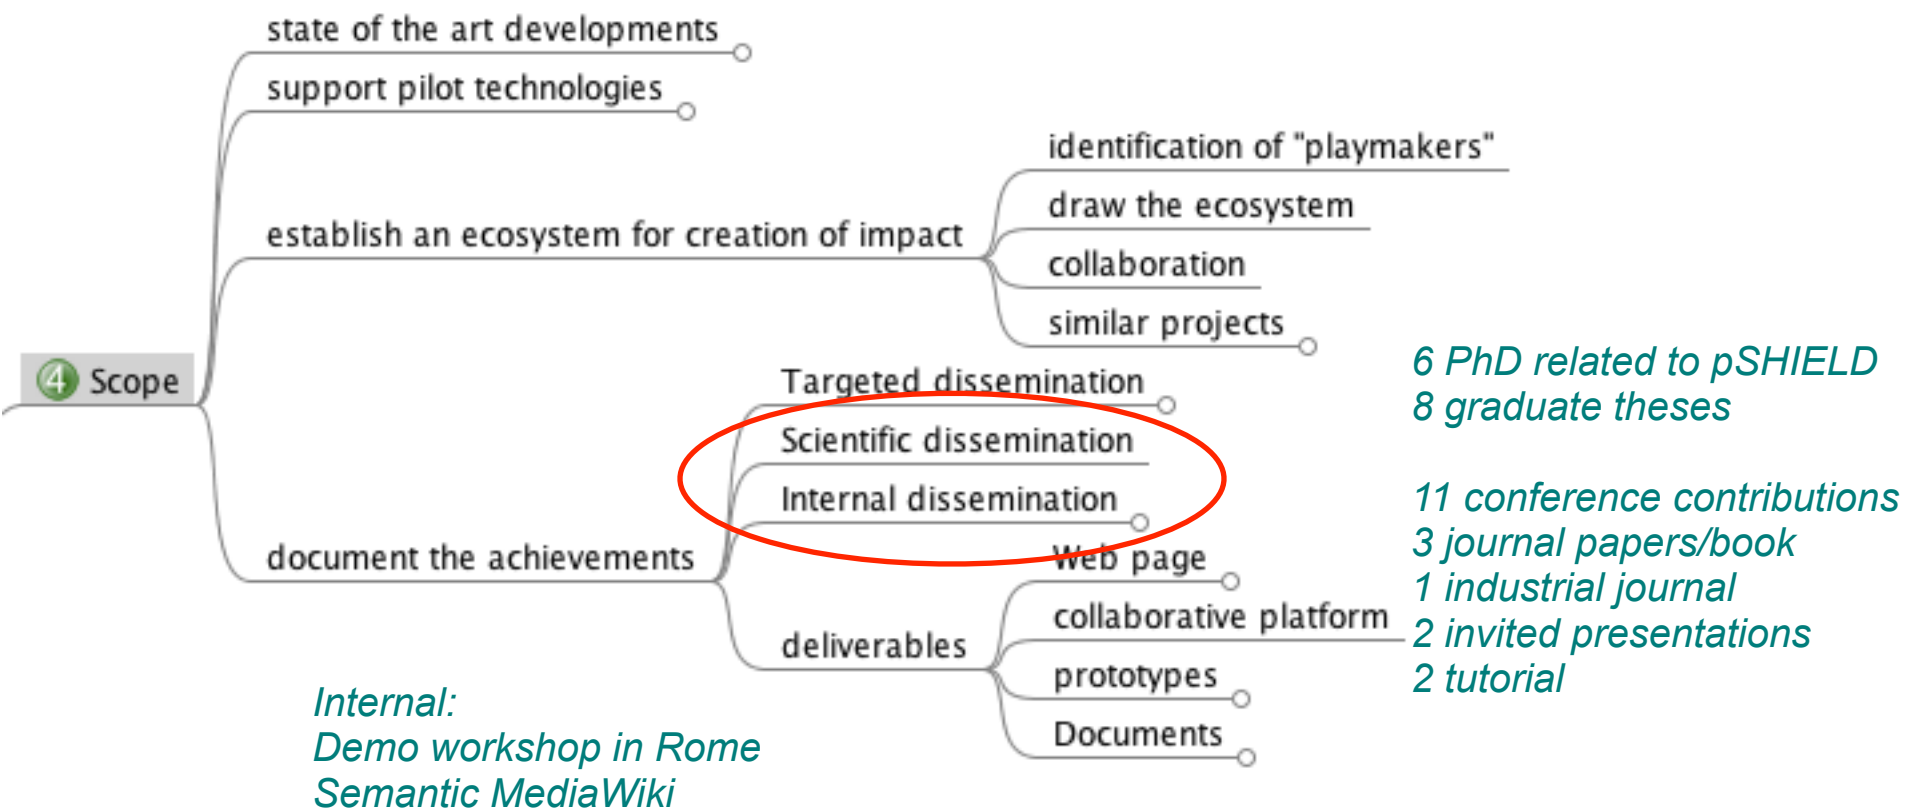 state of the art developments
support pilot technologies
identification of "playmakers"
draw the ecosystem
establish an ecosystem for creation of impact
collaboration
similar projects
4 Scope
Targeted dissemination
Scientific dissemination
Internal dissemination
document the achievements
Web page
collaborative platform
deliverables
prototypes
Documents
6 PhD related to pSHIELD
8 graduate theses
11 conference contributions
3 journal papers/book
1 industrial journal
2 invited presentations
2 tutorial
Internal:
Demo workshop in Rome
Semantic MediaWiki